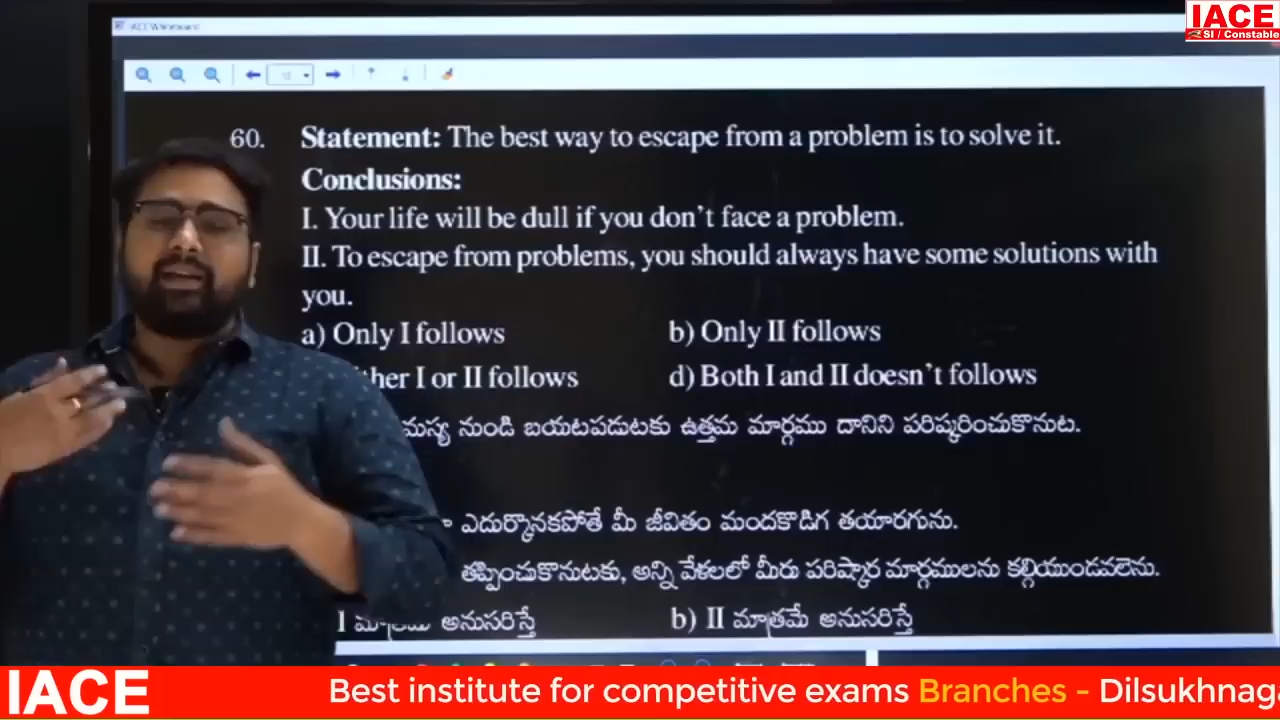 IACE
SI / Constable
60. Statement: The best way to escape from a problem is to solve it.
Conclusions:
I. Your life will be dull if you don't face a problem.
II. To escape from problems, you should always have some solutions with
you.
a) Only I follows b) Only II follows
I or II follows d) Both I and II doesn't follows
నుండి బయటపడుటకు ఉత్తమ మార్గము దానిని పరిష్కరించుకొనుట.
ఎదుర్కొనకపోతే మీ జీవితం మందకొడిగ తయారగును.
తప్పించుకొనుటకు, అన్ని వేళలలో మీరు పరిష్కార మార్గములను కల్గియుండవలెను.
I మాత్రమే అనుసరిస్తే b) II మాత్రమే అనుసరిస్తే
IACE Best institute for competitive exams Branches -